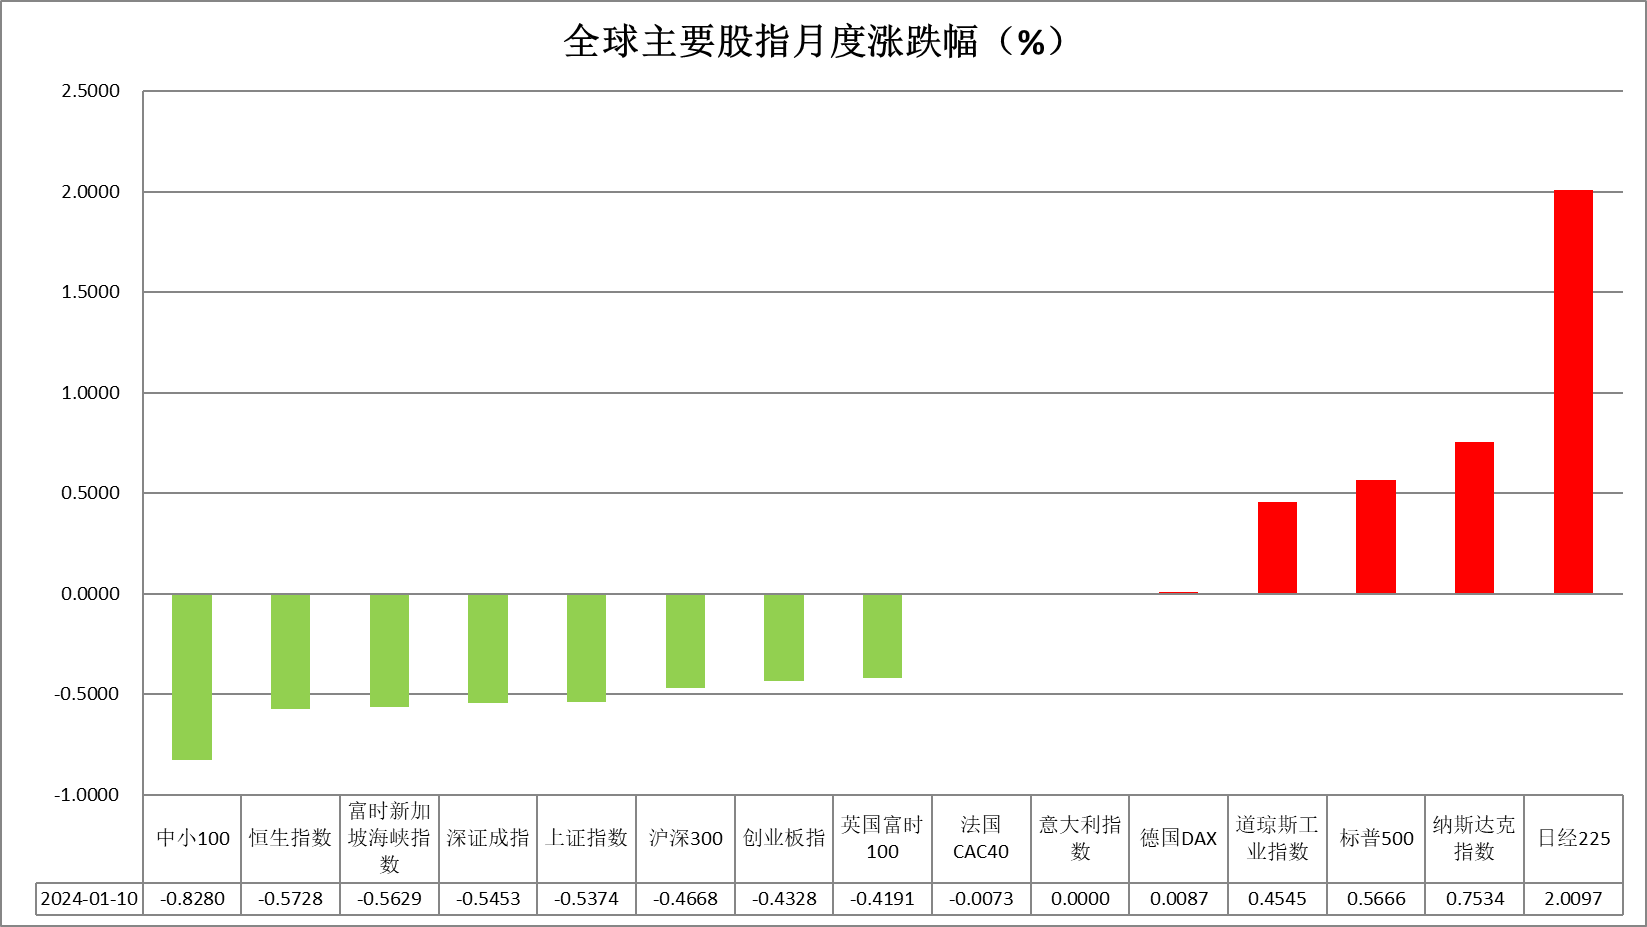 全球主要股指月度涨跌幅（%）
2.5000
2.0000
1.5000
1.0000
0.5000
0.0000
-0.5000
-1.0000
中小100
恒生指数
富时新加
坡海峡指
数
深证成指
上证指数
沪深300
创业板指
英国富时
100
法国
CAC40
意大利指
数
德国DAX
道琼斯工
业指数
标普500
纳斯达克
指数
日经225
2024-01-10 -0.8280 -0.5728 -0.5629 -0.5453 -0.5374 -0.4668 -0.4328 -0.4191 -0.0073 0.0000 0.0087 0.4545 0.5666 0.7534 2.0097